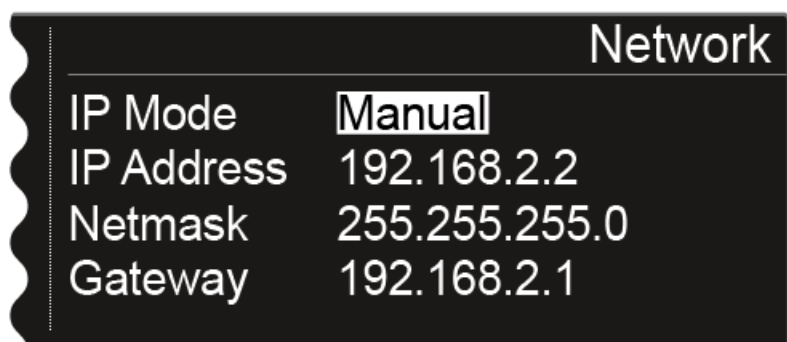 Network
IP Mode Manual
IP Address 192.168.2.2
Netmask 255.255.255.0
Gateway 192.168.2.1